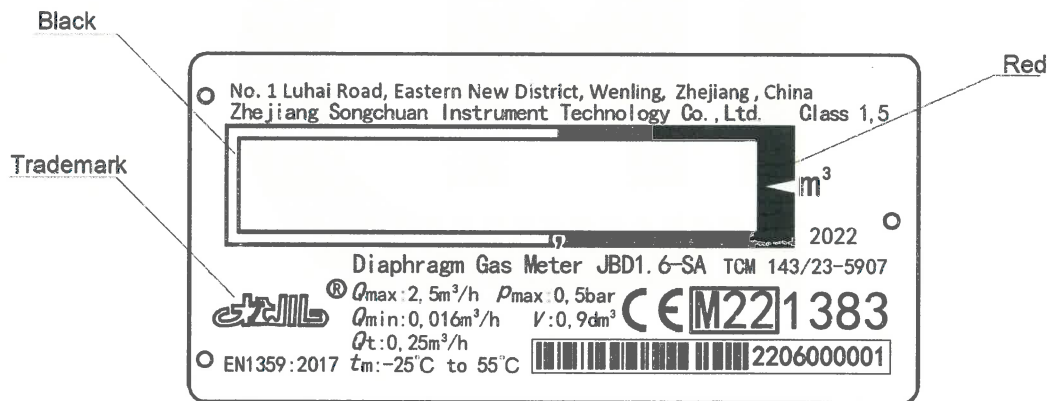 Black
Red
No. 1 Luhai Road, Eastern New District, Wenling, Zhejiang, China
Zhejiang Songchuan Instrument Technology Co.,Ltd. Class 1,5
Trademark
m³
,
2022
Diaphragm Gas Meter JBD1.6-SA TCM 143/23-5907
® Qmax:2,5m³/h Pmax:0,5bar
CE M22 1383
Qmin:0,016m³/h V:0,9dm³
Qt:0,25m³/h
EN1359:2017 tm:-25°C to 55°C 2206000001